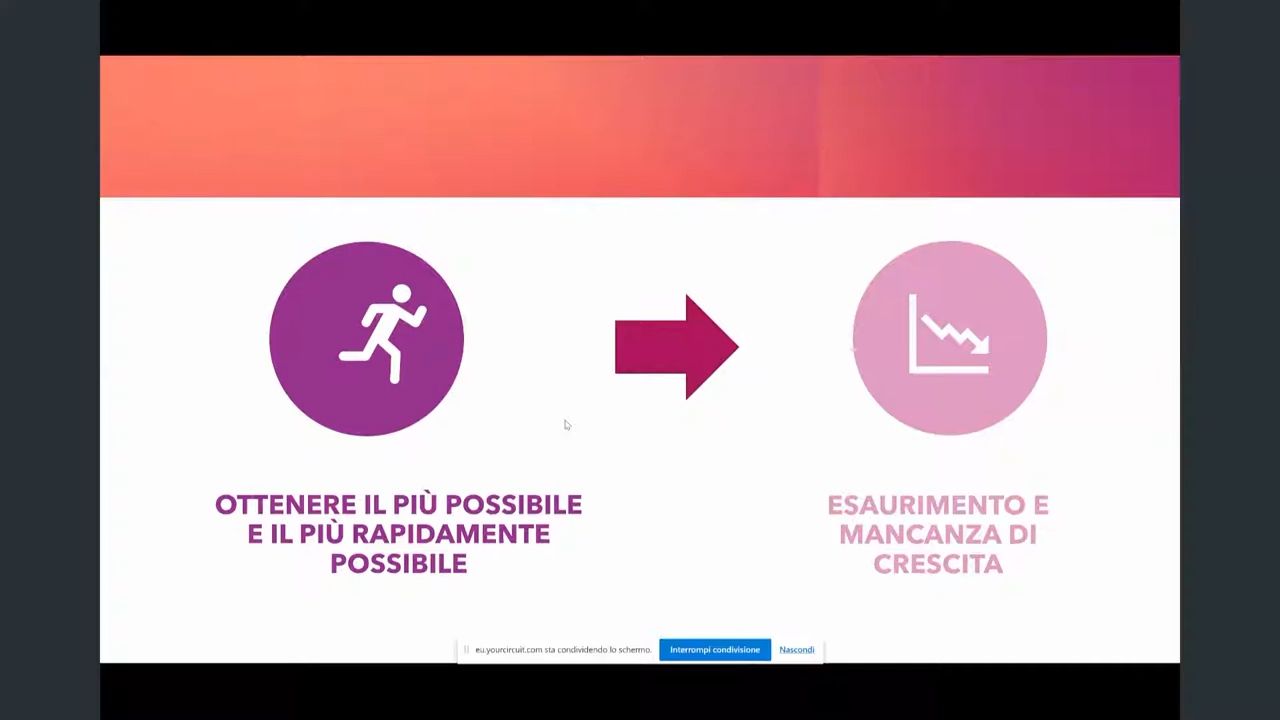 OTTENERE IL PIÙ POSSIBILE
E IL PIÙ RAPIDAMENTE
POSSIBILE
ESAURIMENTO E
MANCANZA DI
CRESCITA
eu.yourcircuit.com sta condividendo lo schermo. Interrompi condivisione Nascondi